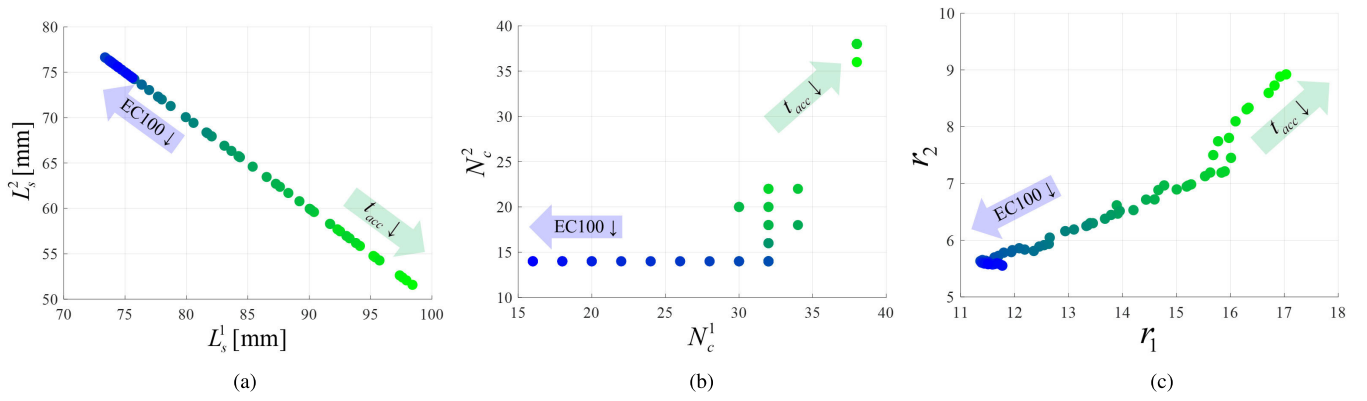 80
75
70
65
60
55
50
L_s^2 [mm]
EC100 ↓
t_acc ↓
70 75 80 85 90 95 100
L_s^1 [mm]
(a)
40
35
30
25
20
15
10
N_c^2
t_acc ↓
EC100 ↓
15 20 25 30 35 40
N_c^1
(b)
10
9
8
7
6
5
r_2
t_acc ↓
EC100 ↓
11 12 13 14 15 16 17 18
r_1
(c)